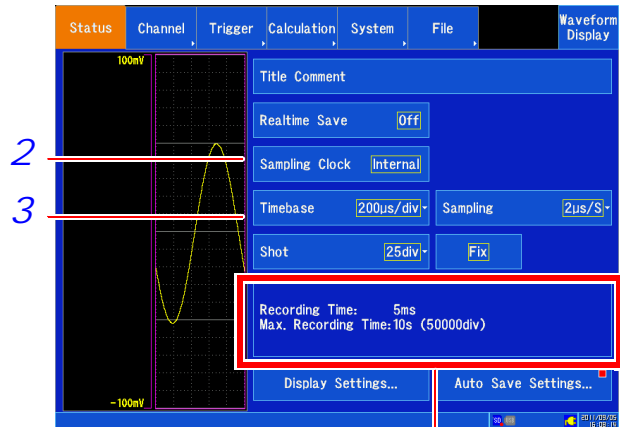 Status Channel Trigger Calculation System File Waveform Display
100mV
Title Comment
Realtime Save Off
2
Sampling Clock Internal
3
Timebase 200µs/div Sampling 2µs/S
Shot 25div Fix
Recording Time: 5ms
Max. Recording Time:10s (50000div)
Display Settings... Auto Save Settings...
-100mV
SD
2011/09/05